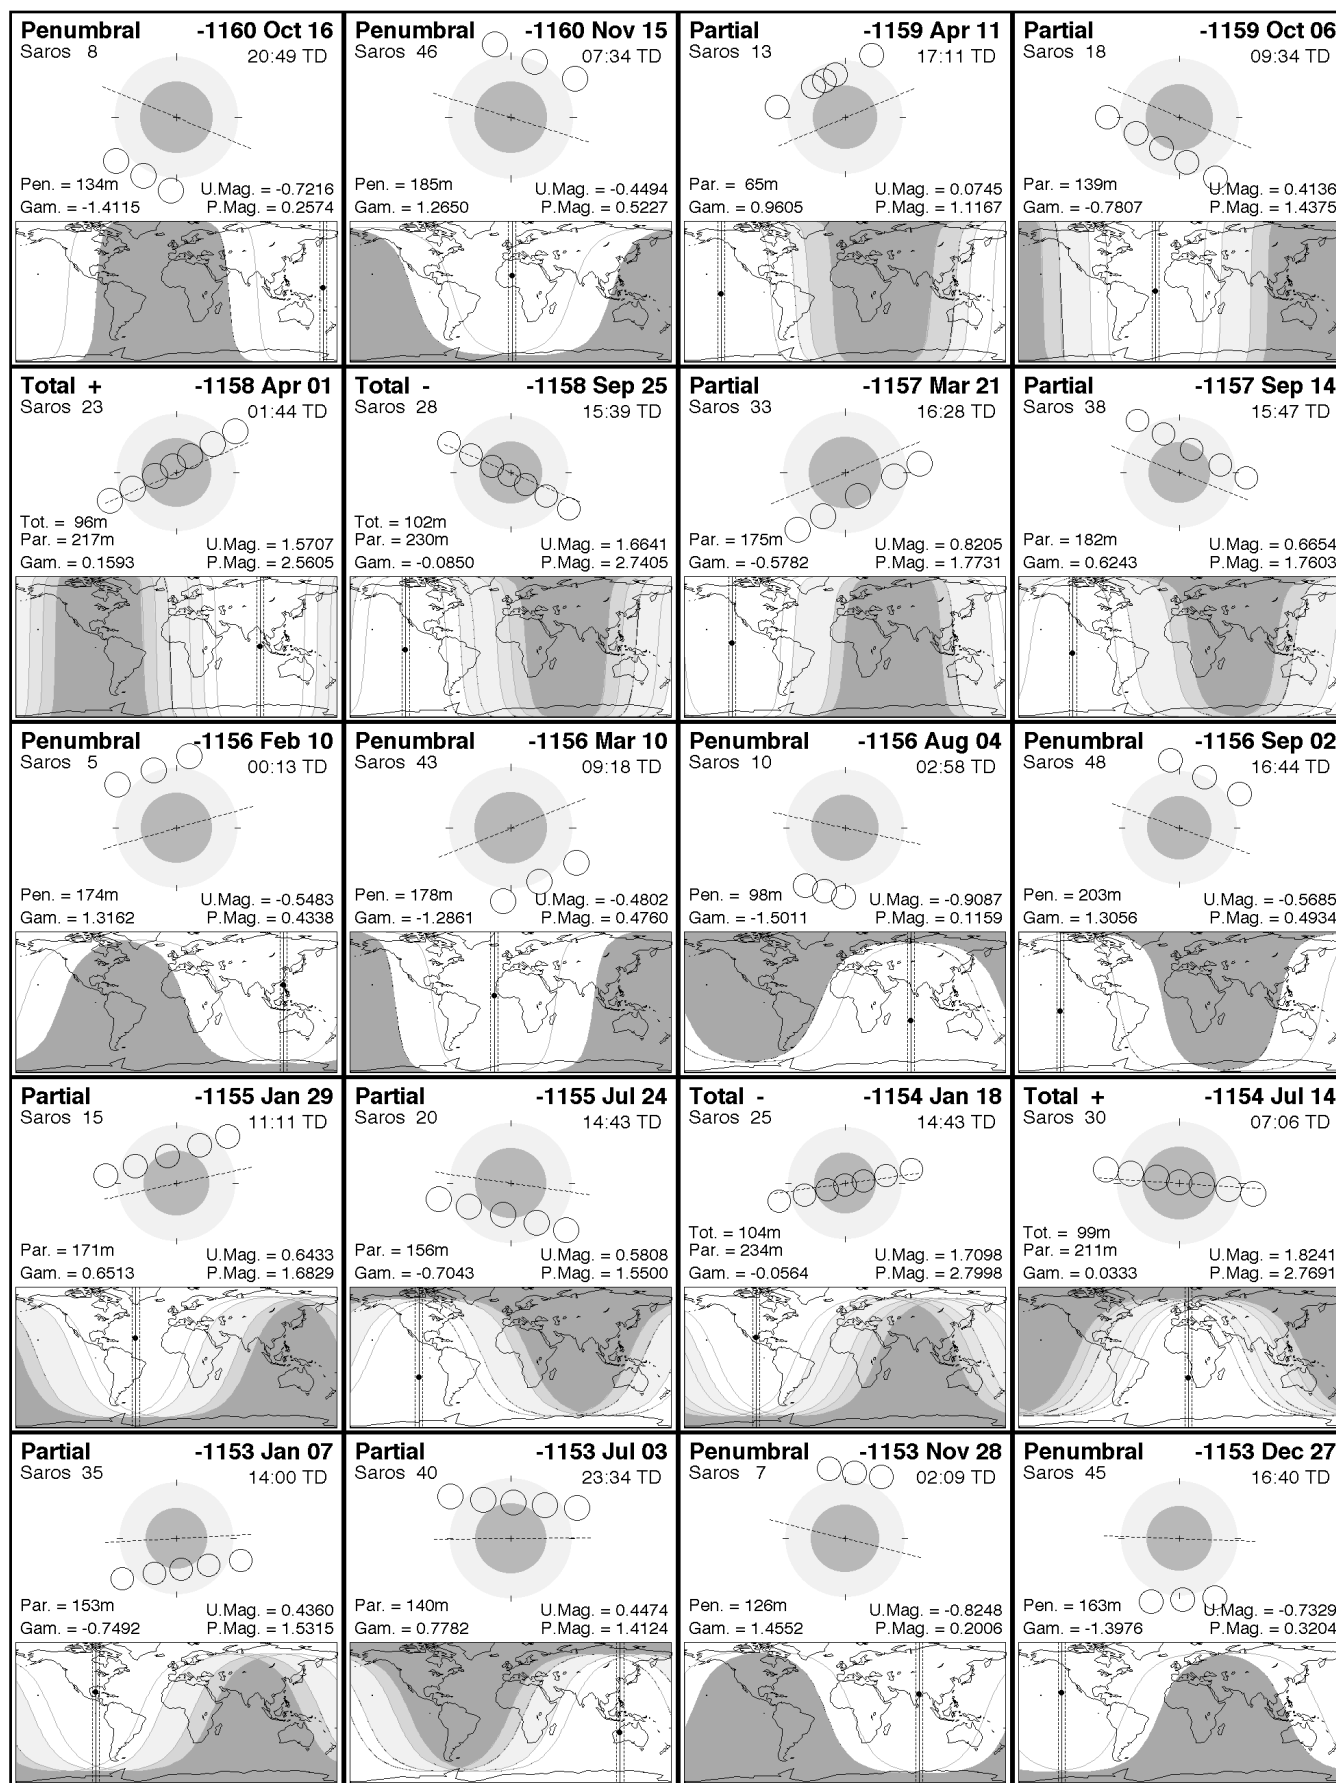 Penumbral -1160 Oct 16
Saros 8 20:49 TD
Pen. = 134m U.Mag. = -0.7216
Gam. = -1.4115 P.Mag. = 0.2574
Penumbral -1160 Nov 15
Saros 46 07:34 TD
Pen. = 185m U.Mag. = -0.4494
Gam. = 1.2650 P.Mag. = 0.5227
Partial -1159 Apr 11
Saros 13 17:11 TD
Par. = 65m U.Mag. = 0.0745
Gam. = 0.9605 P.Mag. = 1.1167
Partial -1159 Oct 06
Saros 18 09:34 TD
Par. = 139m U.Mag. = 0.4136
Gam. = -0.7807 P.Mag. = 1.4375
Total + -1158 Apr 01
Saros 23 01:44 TD
Tot. = 96m
Par. = 217m U.Mag. = 1.5707
Gam. = 0.1593 P.Mag. = 2.5605
Total - -1158 Sep 25
Saros 28 15:39 TD
Tot. = 102m
Par. = 230m U.Mag. = 1.6641
Gam. = -0.0850 P.Mag. = 2.7405
Partial -1157 Mar 21
Saros 33 16:28 TD
Par. = 175m U.Mag. = 0.8205
Gam. = -0.5782 P.Mag. = 1.7731
Partial -1157 Sep 14
Saros 38 15:47 TD
Par. = 182m U.Mag. = 0.6654
Gam. = 0.6243 P.Mag. = 1.7603
Penumbral -1156 Feb 10
Saros 5 00:13 TD
Pen. = 174m U.Mag. = -0.5483
Gam. = 1.3162 P.Mag. = 0.4338
Penumbral -1156 Mar 10
Saros 43 09:18 TD
Pen. = 178m U.Mag. = -0.4802
Gam. = -1.2861 P.Mag. = 0.4760
Penumbral -1156 Aug 04
Saros 10 02:58 TD
Pen. = 98m U.Mag. = -0.9087
Gam. = -1.5011 P.Mag. = 0.1159
Penumbral -1156 Sep 02
Saros 48 16:44 TD
Pen. = 203m U.Mag. = -0.5685
Gam. = 1.3056 P.Mag. = 0.4934
Partial -1155 Jan 29
Saros 15 11:11 TD
Par. = 171m U.Mag. = 0.6433
Gam. = 0.6513 P.Mag. = 1.6829
Partial -1155 Jul 24
Saros 20 14:43 TD
Par. = 156m U.Mag. = 0.5808
Gam. = -0.7043 P.Mag. = 1.5500
Total - -1154 Jan 18
Saros 25 14:43 TD
Tot. = 104m
Par. = 234m U.Mag. = 1.7098
Gam. = -0.0564 P.Mag. = 2.7998
Total + -1154 Jul 14
Saros 30 07:06 TD
Tot. = 99m
Par. = 211m U.Mag. = 1.8241
Gam. = 0.0333 P.Mag. = 2.7691
Partial -1153 Jan 07
Saros 35 14:00 TD
Par. = 153m U.Mag. = 0.4360
Gam. = -0.7492 P.Mag. = 1.5315
Partial -1153 Jul 03
Saros 40 23:34 TD
Par. = 140m U.Mag. = 0.4474
Gam. = 0.7782 P.Mag. = 1.4124
Penumbral -1153 Nov 28
Saros 7 02:09 TD
Pen. = 126m U.Mag. = -0.8248
Gam. = 1.4552 P.Mag. = 0.2006
Penumbral -1153 Dec 27
Saros 45 16:40 TD
Pen. = 163m U.Mag. = -0.7329
Gam. = -1.3976 P.Mag. = 0.3204